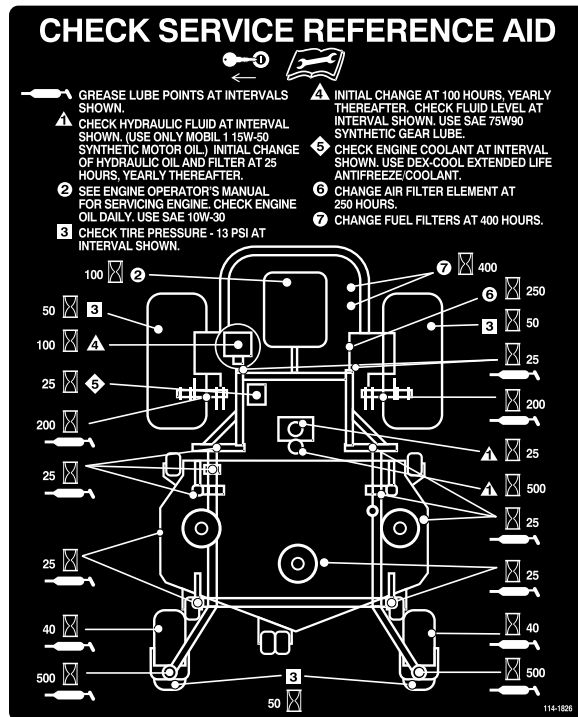 CHECK SERVICE REFERENCE AID
GREASE LUBE POINTS AT INTERVALS
SHOWN.
1 CHECK HYDRAULIC FLUID AT INTERVAL
SHOWN. (USE ONLY MOBIL 1 15W-50
SYNTHETIC MOTOR OIL.) INITIAL CHANGE
OF HYDRAULIC OIL AND FILTER AT 25
HOURS, YEARLY THEREAFTER.
2 SEE ENGINE OPERATOR'S MANUAL
FOR SERVICING ENGINE. CHECK ENGINE
OIL DAILY. USE SAE 10W-30
3 CHECK TIRE PRESSURE - 13 PSI AT
INTERVAL SHOWN.
4 INITIAL CHANGE AT 100 HOURS, YEARLY
THEREAFTER. CHECK FLUID LEVEL AT
INTERVAL SHOWN. USE SAE 75W90
SYNTHETIC GEAR LUBE.
5 CHECK ENGINE COOLANT AT INTERVAL
SHOWN. USE DEX-COOL EXTENDED LIFE
ANTIFREEZE/COOLANT.
6 CHANGE AIR FILTER ELEMENT AT
250 HOURS.
7 CHANGE FUEL FILTERS AT 400 HOURS.
100 2
7 400
6 250
50 3
3 50
100 4
25
25 5
200
200
1 25
25
1 500
25
25
25
40
40
500
500
3
50
114-1826